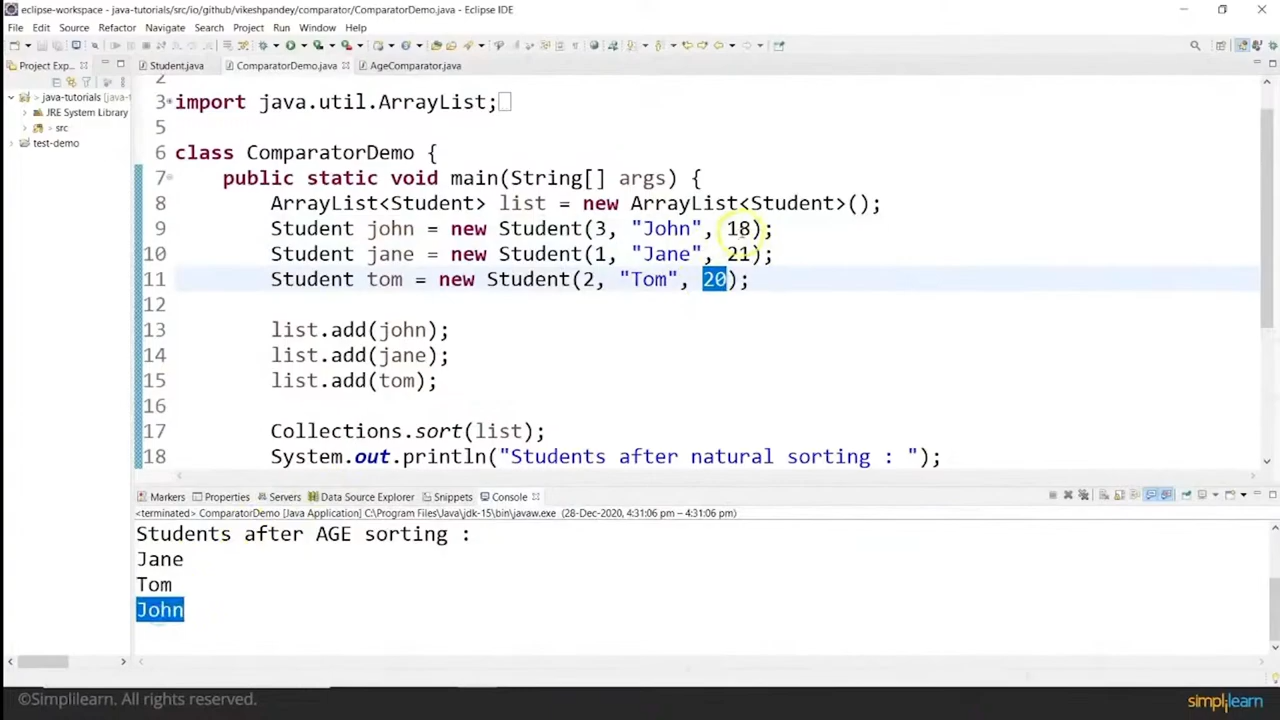 eclipse-workspace - java-tutorials/src/io/github/vikeshpandey/comparator/ComparatorDemo.java - Eclipse IDE
File Edit Source Refactor Navigate Search Project Run Window Help
Project Exp...
Student.java ComparatorDemo.java AgeComparator.java
java-tutorials [java-t
JRE System Library
src
test-demo
2
3 import java.util.ArrayList;
5
6 class ComparatorDemo {
7 public static void main(String[] args) {
8 ArrayList<Student> list = new ArrayList<Student>();
9 Student john = new Student(3, "John", 18);
10 Student jane = new Student(1, "Jane", 21);
11 Student tom = new Student(2, "Tom", 20);
12
13 list.add(john);
14 list.add(jane);
15 list.add(tom);
16
17 Collections.sort(list);
18 System.out.println("Students after natural sorting : ");
Markers Properties Servers Data Source Explorer Snippets Console
<terminated> ComparatorDemo [Java Application] C:\Program Files\Java\jdk-15\bin\javaw.exe (28-Dec-2020, 4:31:06 pm – 4:31:06 pm)
Students after AGE sorting :
Jane
Tom
John
©Simplilearn. All rights reserved.
simplilearn